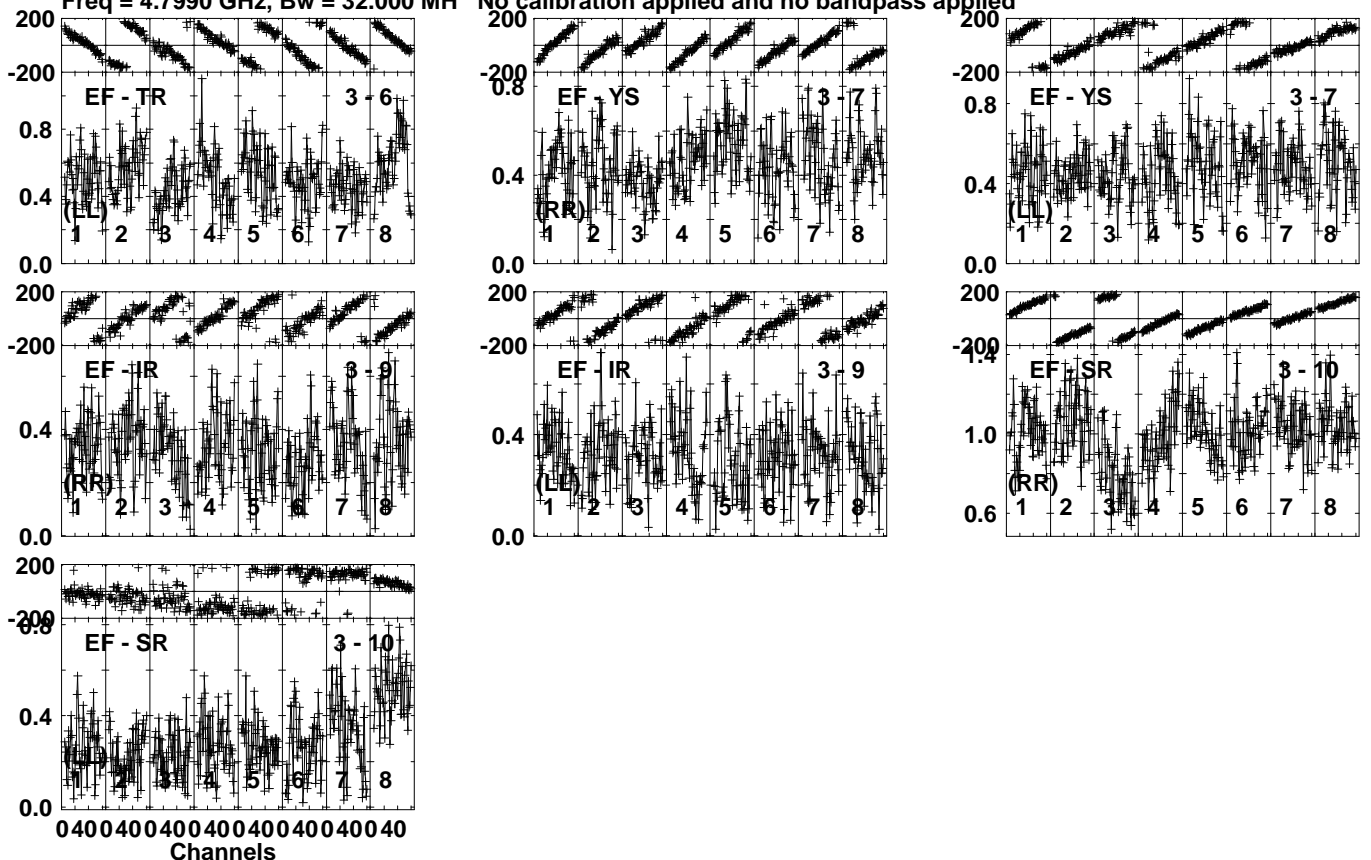 Freq = 4.7990 GHz, Bw = 32.000 MH No calibration applied and no bandpass applied
200
-200
EF - TR 3 - 6
0.8
0.4
(LL)
1 2 3 4 5 6 7 8
0.0
200
-200
0.8
EF - YS 3 - 7
0.4
(RR)
1 2 3 4 5 6 7 8
0.0
200
-200
0.8
EF - YS 3 - 7
0.4
(LL)
1 2 3 4 5 6 7 8
0.0
200
-200
EF - IR 3 - 9
0.4
(RR)
1 2 3 4 5 6 7 8
0.0
200
-200
EF - IR 3 - 9
0.4
(LL)
1 2 3 4 5 6 7 8
0.0
200
-200
1.4
EF - SR 3 - 10
1.0
(RR)
1 2 3 4 5 6 7 8
0.6
200
-200
0.8
EF - SR 3 - 10
0.4
(LL)
1 2 3 4 5 6 7 8
0.0
0 40 0 40 0 40 0 40 0 40 0 40 0 40 0 40
Channels